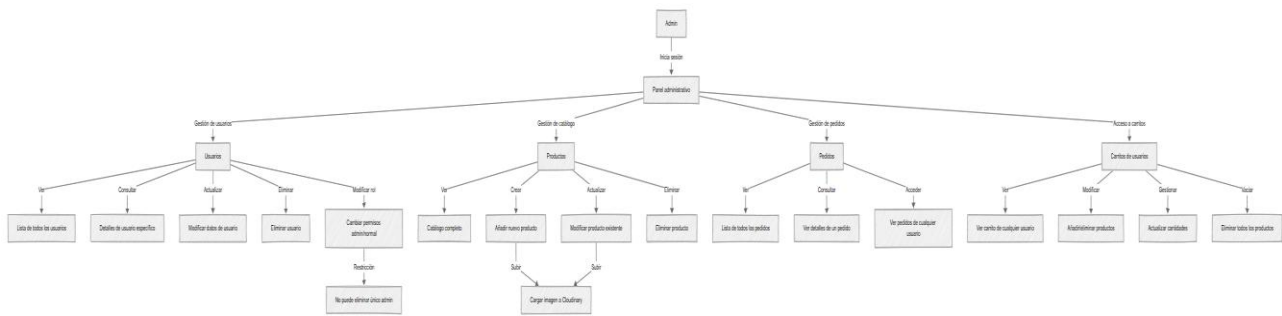 Admin
Inicia sesión
Panel administrativo
Gestión de usuarios
Gestión de catálogo
Gestión de pedidos
Acceso a carritos
Usuarios
Productos
Pedidos
Carritos de usuarios
Ver
Consultar
Actualizar
Eliminar
Modificar rol
Ver
Crear
Actualizar
Eliminar
Ver
Consultar
Acceder
Ver
Modificar
Gestionar
Vaciar
Lista de todos los usuarios
Detalles de usuario específico
Modificar datos de usuario
Eliminar usuario
Cambiar permisos
admin/normal
Catálogo completo
Añadir nuevo producto
Modificar producto existente
Eliminar producto
Lista de todos los pedidos
Ver detalles de un pedido
Ver pedidos de cualquier
usuario
Ver carrito de cualquier usuario
Añadir/eliminar productos
Actualizar cantidades
Eliminar todos los productos
Restricción
Subir
Subir
No puede eliminar único admin
Cargar imagen a Cloudinary